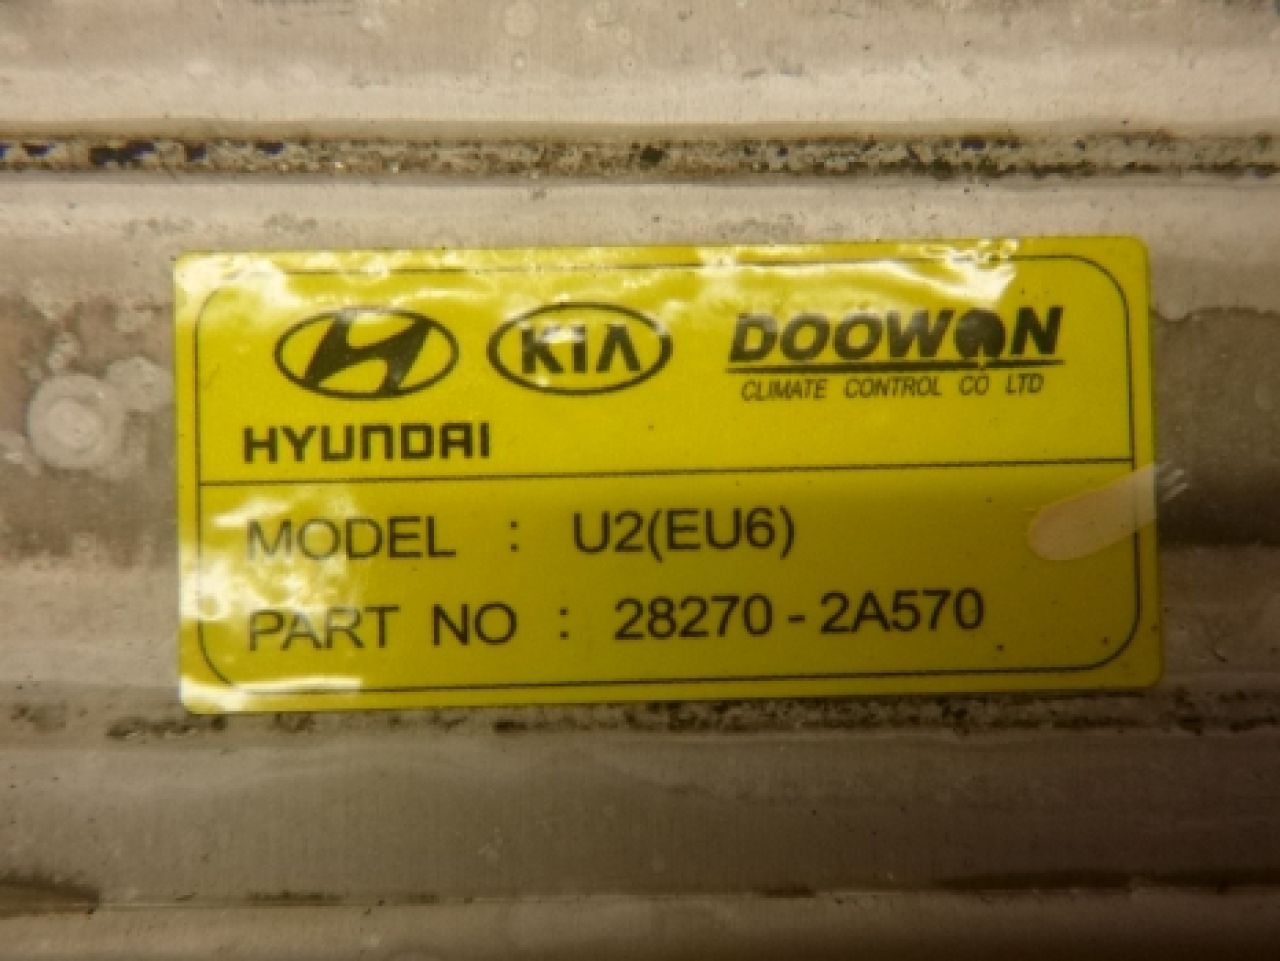 KIA DOOWON
CLIMATE CONTROL CO LTD
HYUNDAI
MODEL : U2(EU6)
PART NO : 28270-2A570